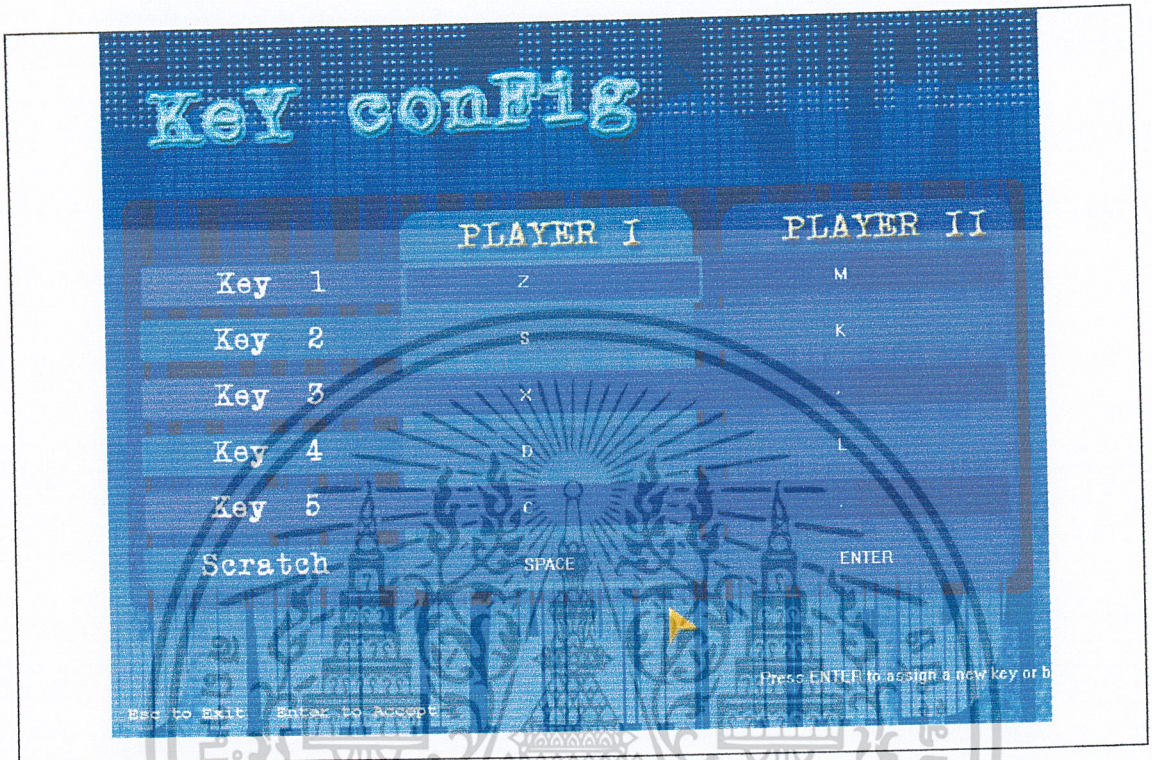 KeY conFig
PLAYER I PLAYER II
Key 1 Z M
Key 2 S K
Key 3 X ,
Key 4 D L
Key 5 C .
Scratch SPACE ENTER
Press ENTER to assign a new key or b
Esc to Exit / Enter to Accept